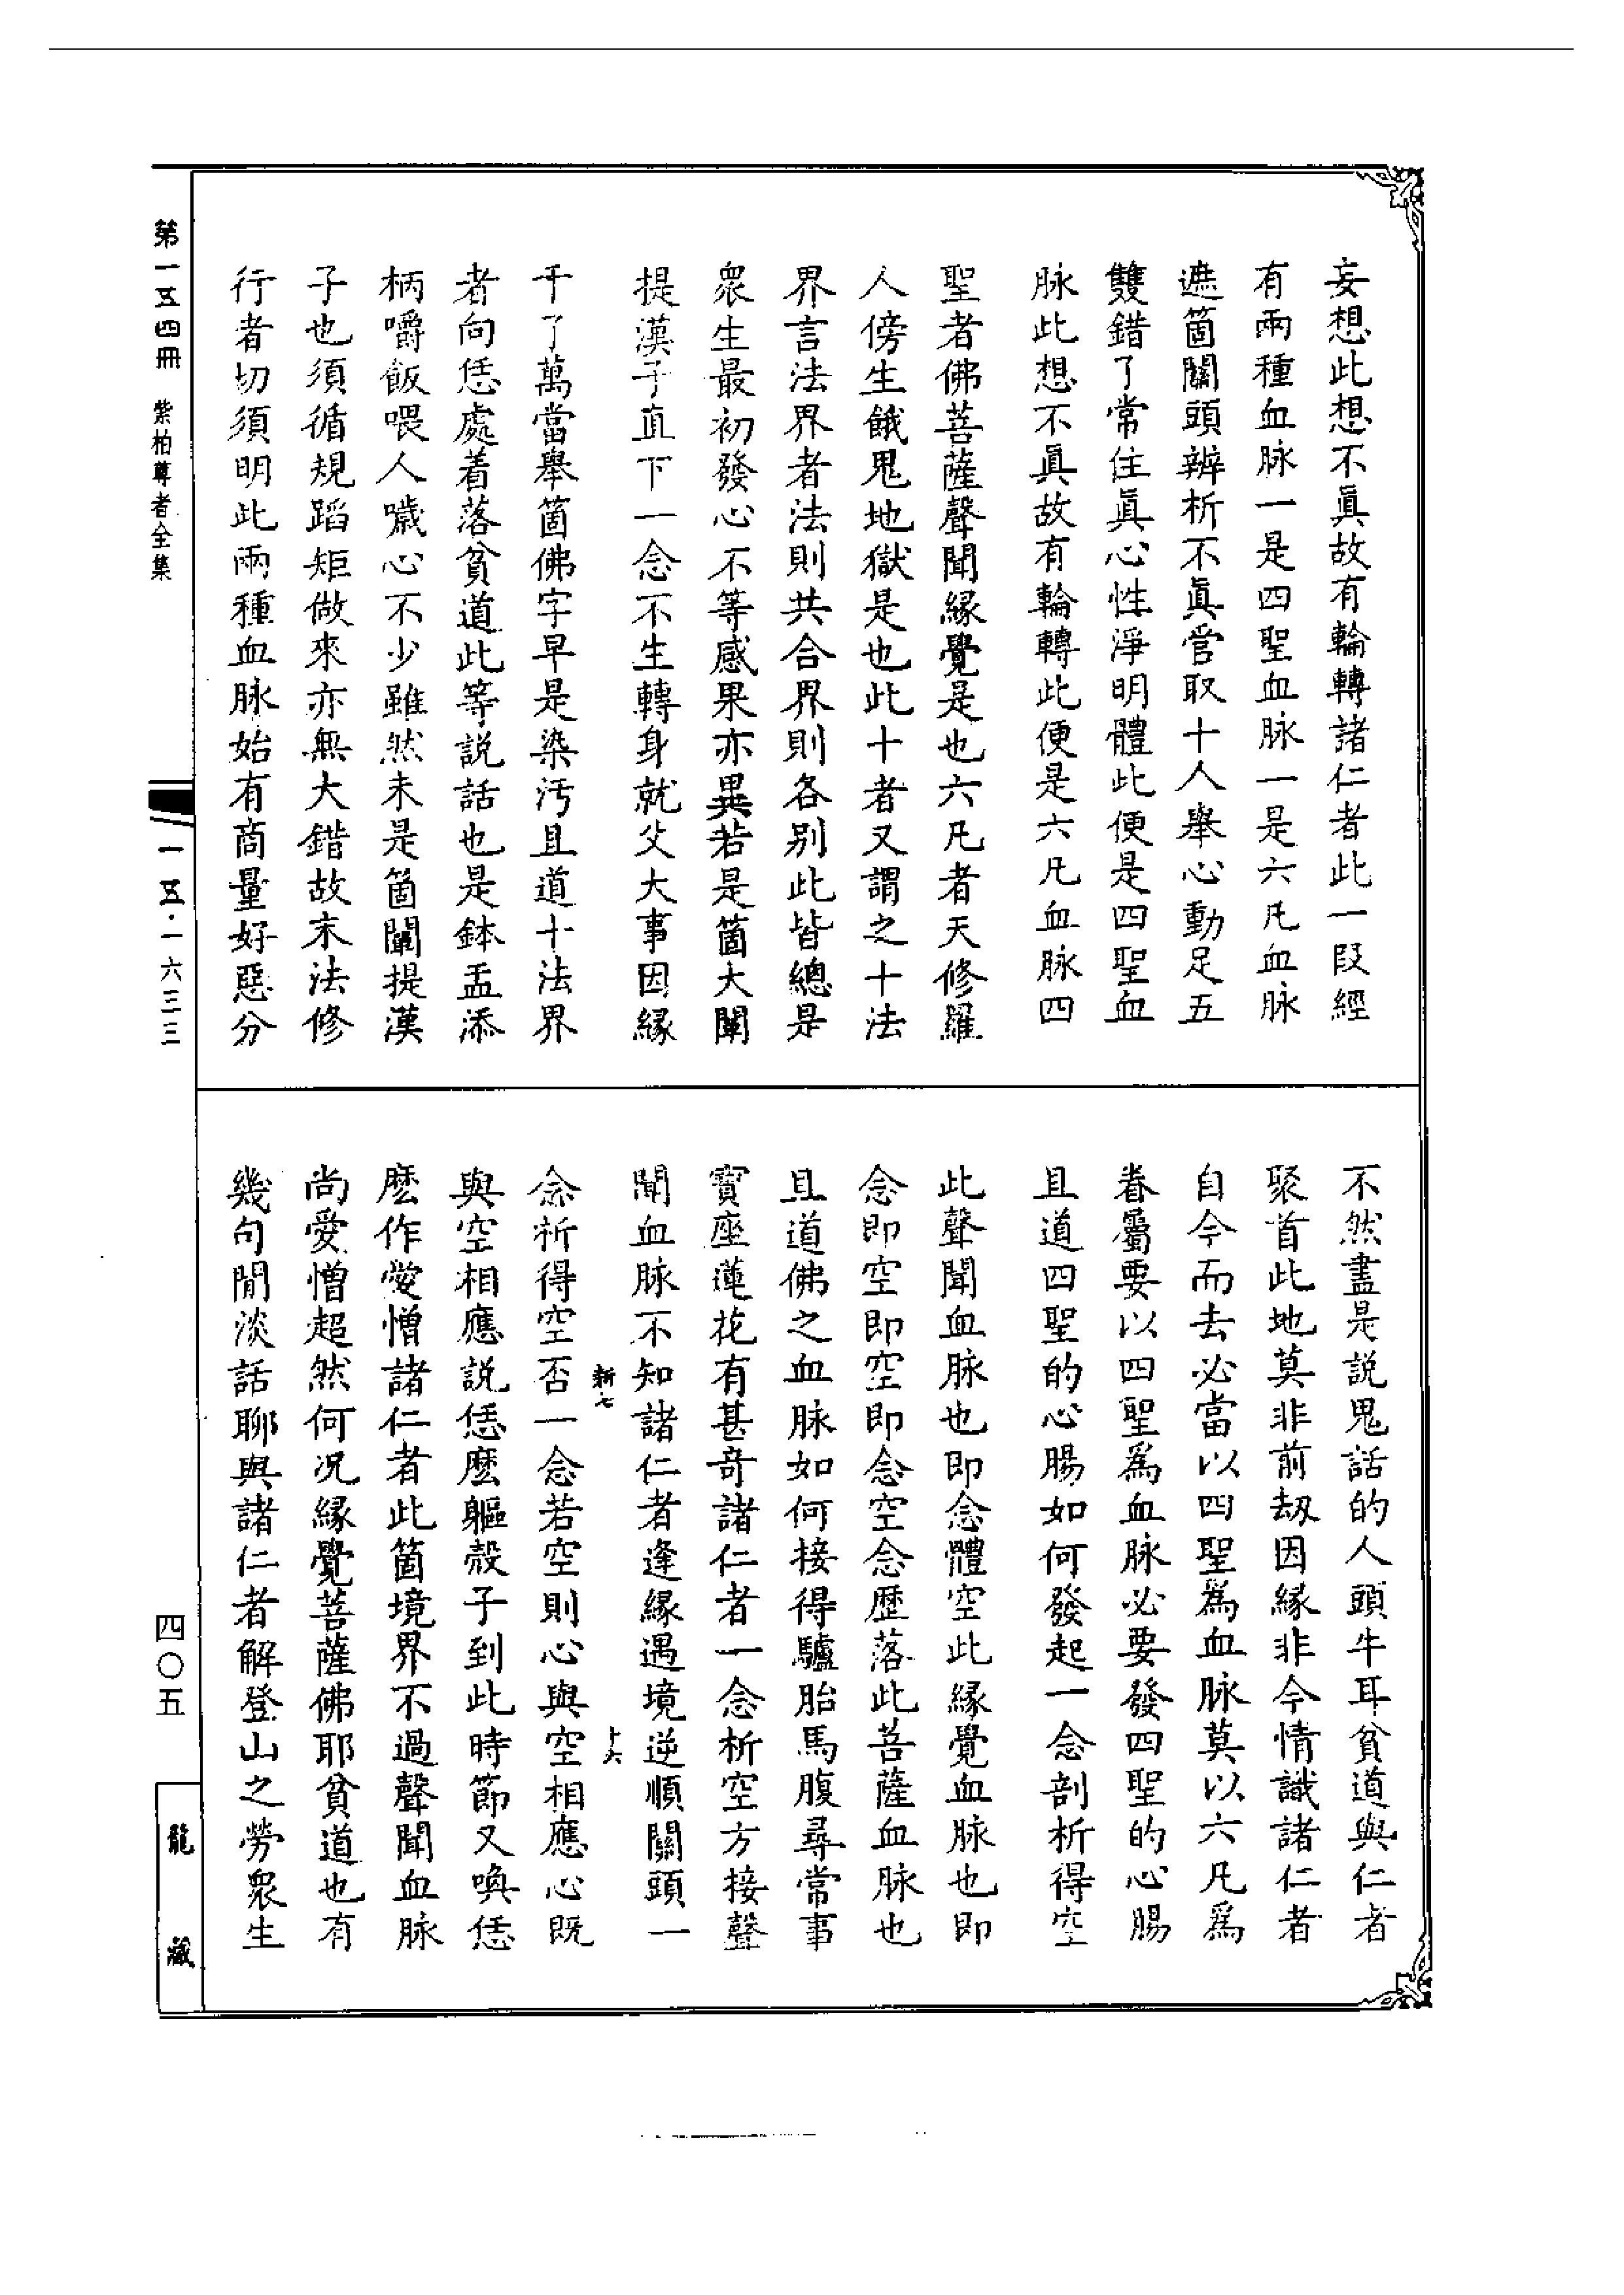 妄想此想不眞故有輪轉諸仁者此一段經
有兩種血脉一是四聖血脉一是六凡血脉
遮箇關頭辨析不眞管取十人舉心動足五
雙錯了常住眞心性淨明體此便是四聖血
脉此想不眞故有輪轉此便是六凡血脉四
聖者佛菩薩聲聞緣覺是也六凡者天修羅
人傍生餓鬼地獄是也此十者又謂之十法
界言法界者法則共合界則各別此皆總是
衆生最初發心不等感果亦異若是箇大闡
提漢子直下一念不生轉身就父大事因緣
千了萬當舉箇佛字早是染汚且道十法界
者向恁處着落貧道此等說話也是鉢盂添
柄嚼飯喂人噦心不少雖然未是箇闡提漢
子也須循規蹈矩做來亦無大錯故末法修
行者切須明此兩種血脉始有商量好惡分
不然盡是說鬼話的人頭牛耳貧道與仁者
聚首此地莫非前劫因緣非今情識諸仁者
自今而去必當以四聖爲血脉莫以六凡爲
眷屬要以四聖爲血脉必要發四聖的心腸
且道四聖的心腸如何發起一念剖析得空
此聲聞血脉也即念體空此緣覺血脉也即
念即空即空即念空念歷落此菩薩血脉也
且道佛之血脉如何接得驢胎馬腹尋常事
寶座蓮花有甚奇諸仁者一念析空方接聲
聞血脉不知諸仁者逢緣遇境逆順關頭一
新七
十六
念析得空否一念若空則心與空相應心既
與空相應說恁麽軀殼子到此時節又喚恁
麽作愛憎諸仁者此箇境界不過聲聞血脉
尚愛憎超然何况緣覺菩薩佛耶貧道也有
幾句閒淡話聊與諸仁者解登山之勞衆生
第一五四冊　紫柏尊者全集
一五·一六三三
四〇五
龍藏